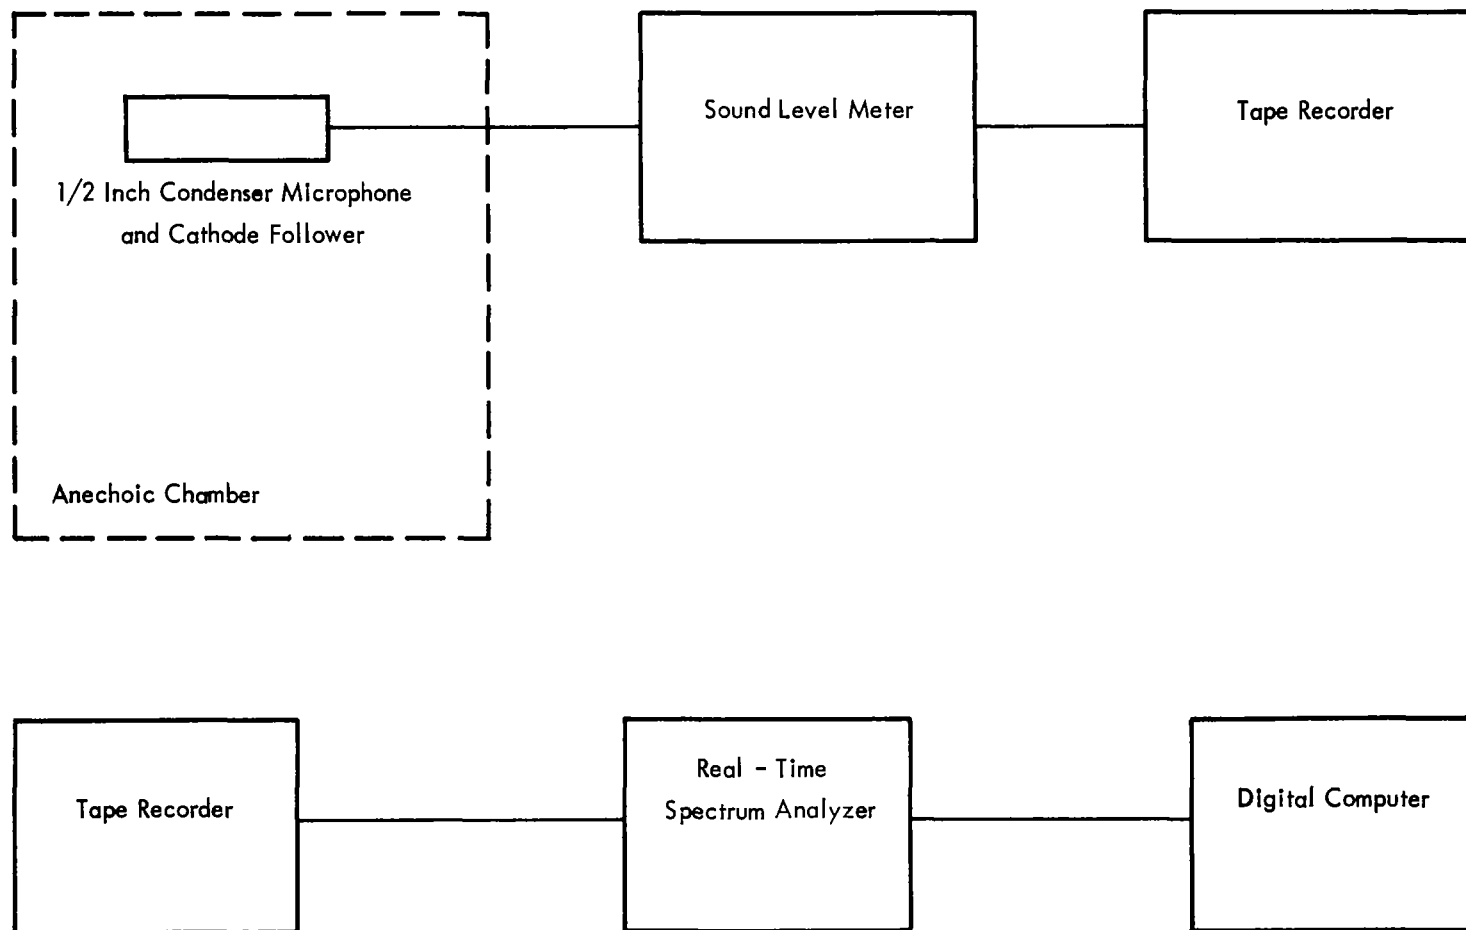 Sound Level Meter
Tape Recorder
1/2 Inch Condenser Microphone
and Cathode Follower
Anechoic Chamber
Tape Recorder
Real - Time
Spectrum Analyzer
Digital Computer